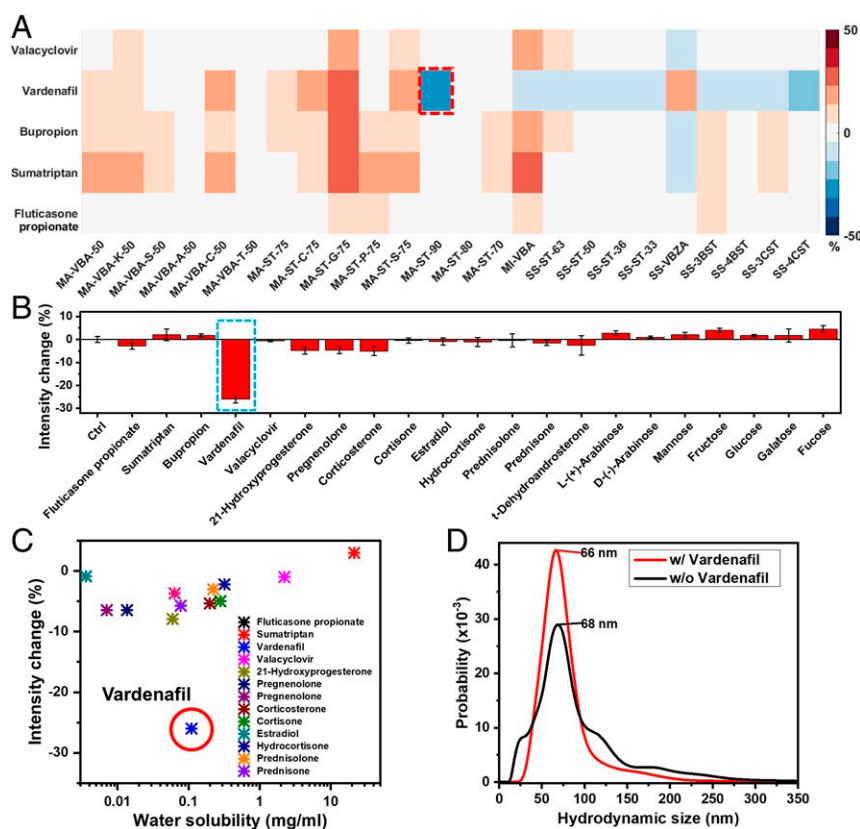 A
Valacyclovir
Vardenafil
Bupropion
Sumatriptan
Fluticasone
propionate
50
0
-50
%
MA-VBA-50
MA-VBA-K-50
MA-VBA-S-50
MA-VBA-A-50
MA-VBA-C-50
MA-VBA-T-50
MA-ST-75
MA-ST-C-75
MA-ST-G-75
MA-ST-P-75
MA-ST-S-75
MA-ST-90
MA-ST-80
MA-ST-70
MI-VBA
SS-ST-63
SS-ST-50
SS-ST-36
SS-ST-33
SS-VBZA
SS-3BST
SS-4BST
SS-3CST
SS-4CST
B
Intensity change (%)
10
0
-10
-20
-30
Ctrl
Fluticasone propionate
Sumatriptan
Bupropion
Vardenafil
Valacyclovir
21-Hydroxyprogesterone
Pregnenolone
Corticosterone
Cortisone
Estradiol
Hydrocortisone
Prednisolone
Prednisone
t-Dehydroandrosterone
L-(+)-Arabinose
D-(-)-Arabinose
Mannose
Fructose
Glucose
Galatose
Fucose
C
Intensity change (%)
0
-10
-20
-30
Vardenafil
Fluticasone propionate
Sumatriptan
Vardenafil
Valacyclovir
21-Hydroxyprogesterone
Pregnenolone
Pregnenolone
Corticosterone
Cortisone
Estradiol
Hydrocortisone
Prednisolone
Prednisone
0.01
0.1
1
10
Water solubility (mg/ml)
D
Probability (x10-3)
40
30
20
10
0
66 nm
68 nm
w/ Vardenafil
w/o Vardenafil
0 50 100 150 200 250 300 350
Hydrodynamic size (nm)